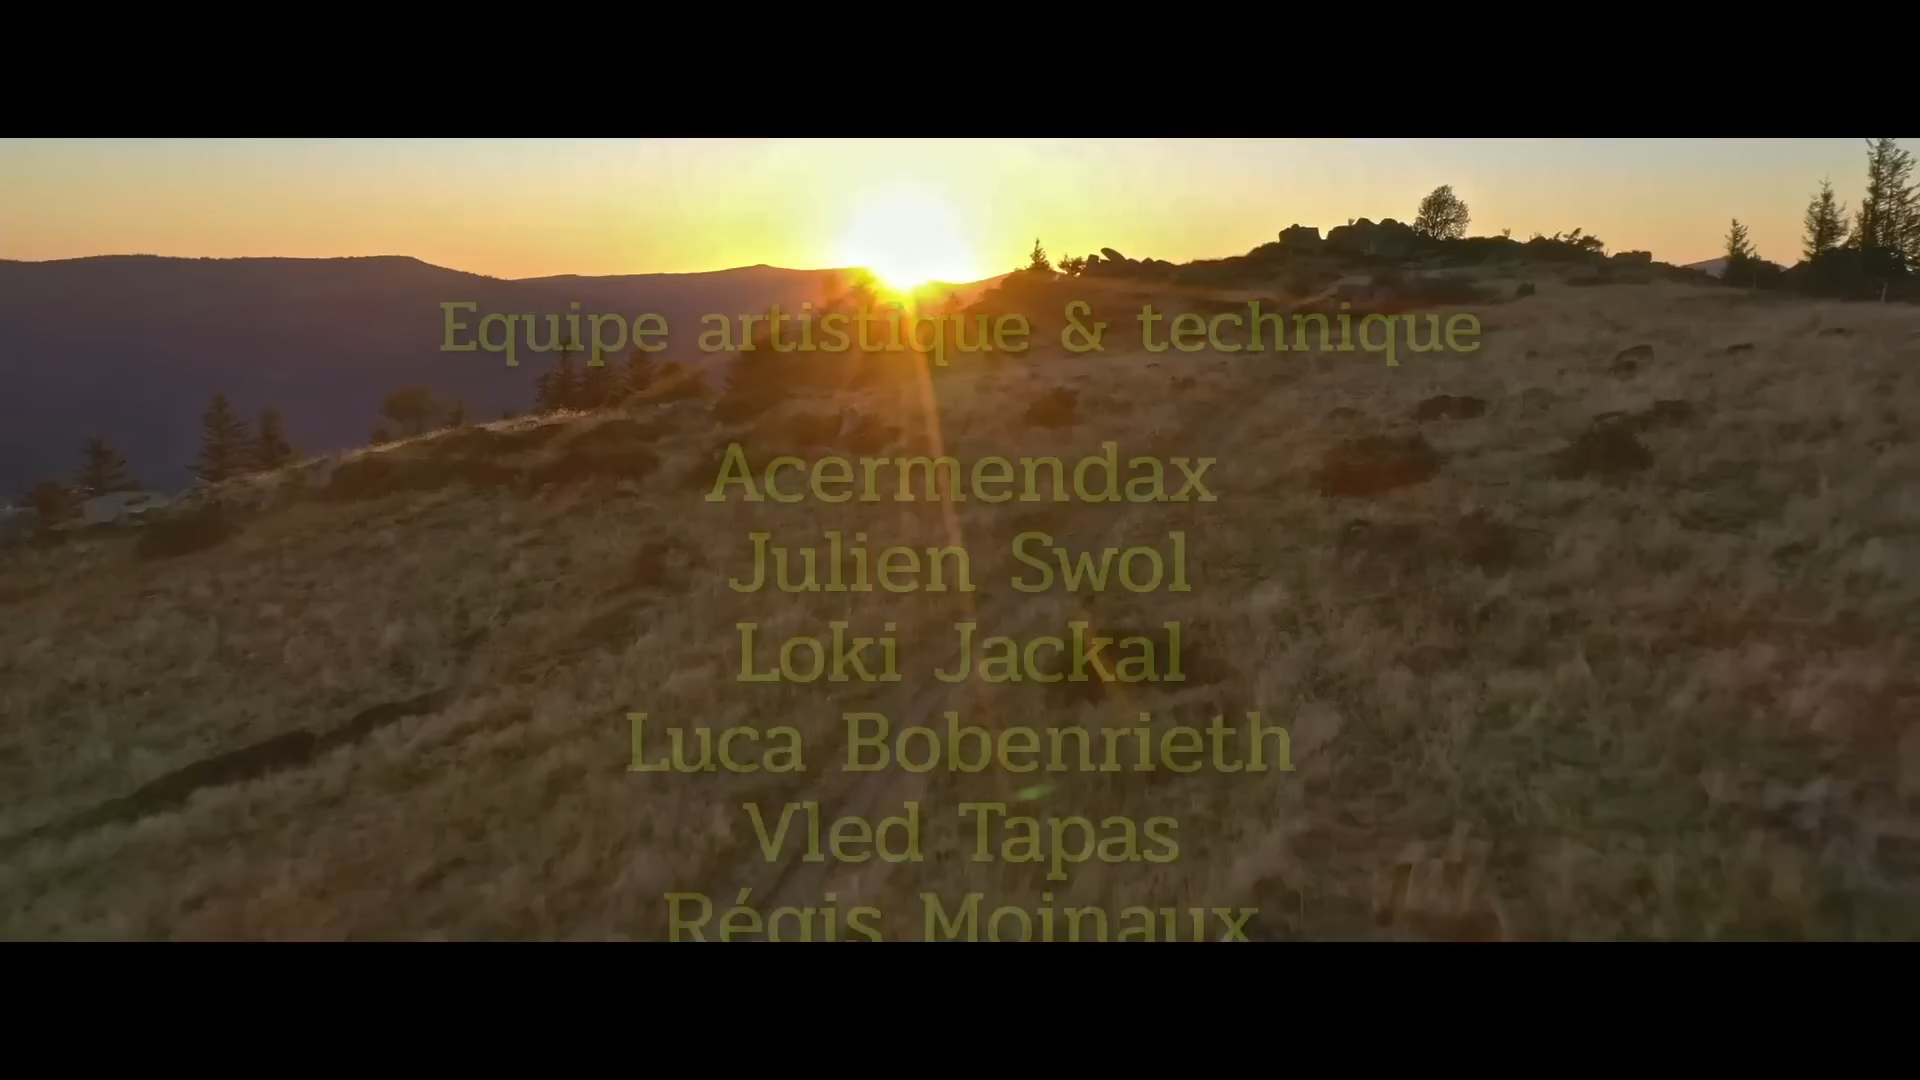 Equipe artistique & technique
Acermendax
Julien Swol
Loki Jackal
Luca Bobenrieth
Vled Tapas
Régis Moinaux